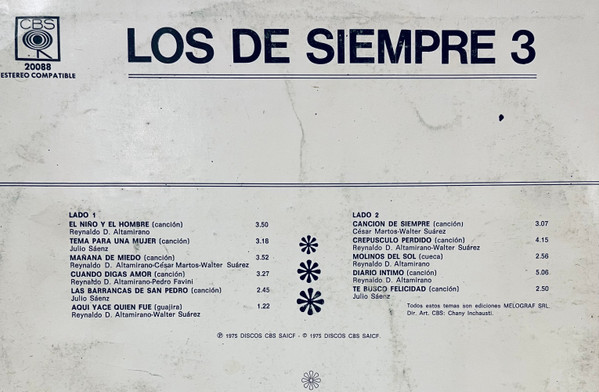 CBS
20088
ESTEREO COMPATIBLE
LOS DE SIEMPRE 3
LADO 1
EL NIÑO Y EL HOMBRE (canción) 3.50
Reynaldo D. Altamirano
TEMA PARA UNA MUJER (canción) 3.18
Julio Sáenz
MAÑANA DE MIEDO (canción) 3.52
Reynaldo D. Altamirano-César Martos-Walter Suárez
CUANDO DIGAS AMOR (canción) 3.27
Reynaldo D. Altamirano-Pedro Favini
LAS BARRANCAS DE SAN PEDRO (canción) 2.45
Julio Sáenz
AQUI YACE QUIEN FUE (guajira) 1.22
Reynaldo D. Altamirano-Walter Suárez
LADO 2
CANCION DE SIEMPRE (canción) 3.07
César Martos-Walter Suárez
CREPUSCULO PERDIDO (canción) 4.15
Reynaldo D. Altamirano-Walter Suárez
MOLINOS DEL SOL (cueca) 2.56
Reynaldo D. Altamirano
DIARIO INTIMO (canción) 5.06
Reynaldo D. Altamirano
TE BUSCO FELICIDAD (canción) 2.50
Julio Sáenz
Todos estos temas son ediciones MELOGRAF SRL.
Dir. Art. CBS: Chany Inchausti.
℗ 1975 DISCOS CBS SAICF - © 1975 DISCOS CBS SAICF.